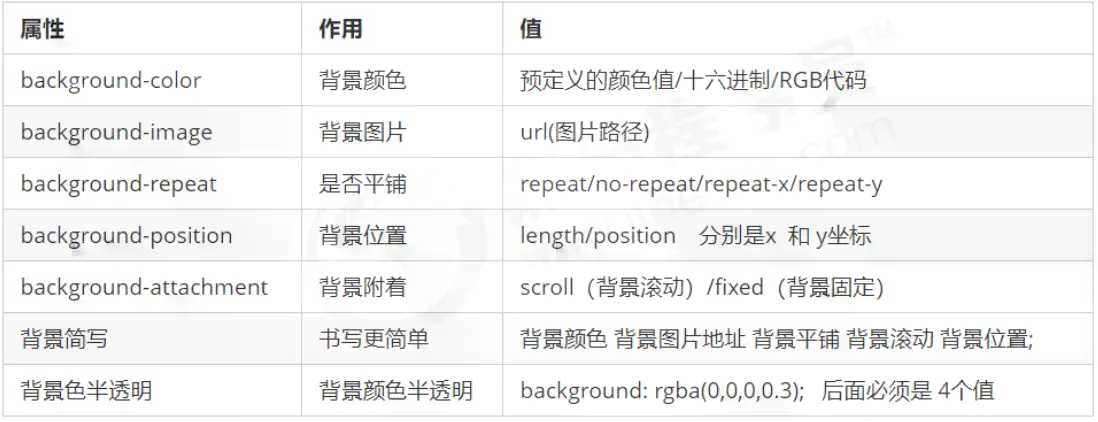 属性 作用 值
background-color 背景颜色 预定义的颜色值/十六进制/RGB代码
background-image 背景图片 url(图片路径)
background-repeat 是否平铺 repeat/no-repeat/repeat-x/repeat-y
background-position 背景位置 length/position 分别是x 和 y坐标
background-attachment 背景附着 scroll（背景滚动）/fixed（背景固定）
背景简写 书写更简单 背景颜色 背景图片地址 背景平铺 背景滚动 背景位置;
背景色半透明 背景颜色半透明 background: rgba(0,0,0,0.3); 后面必须是 4个值